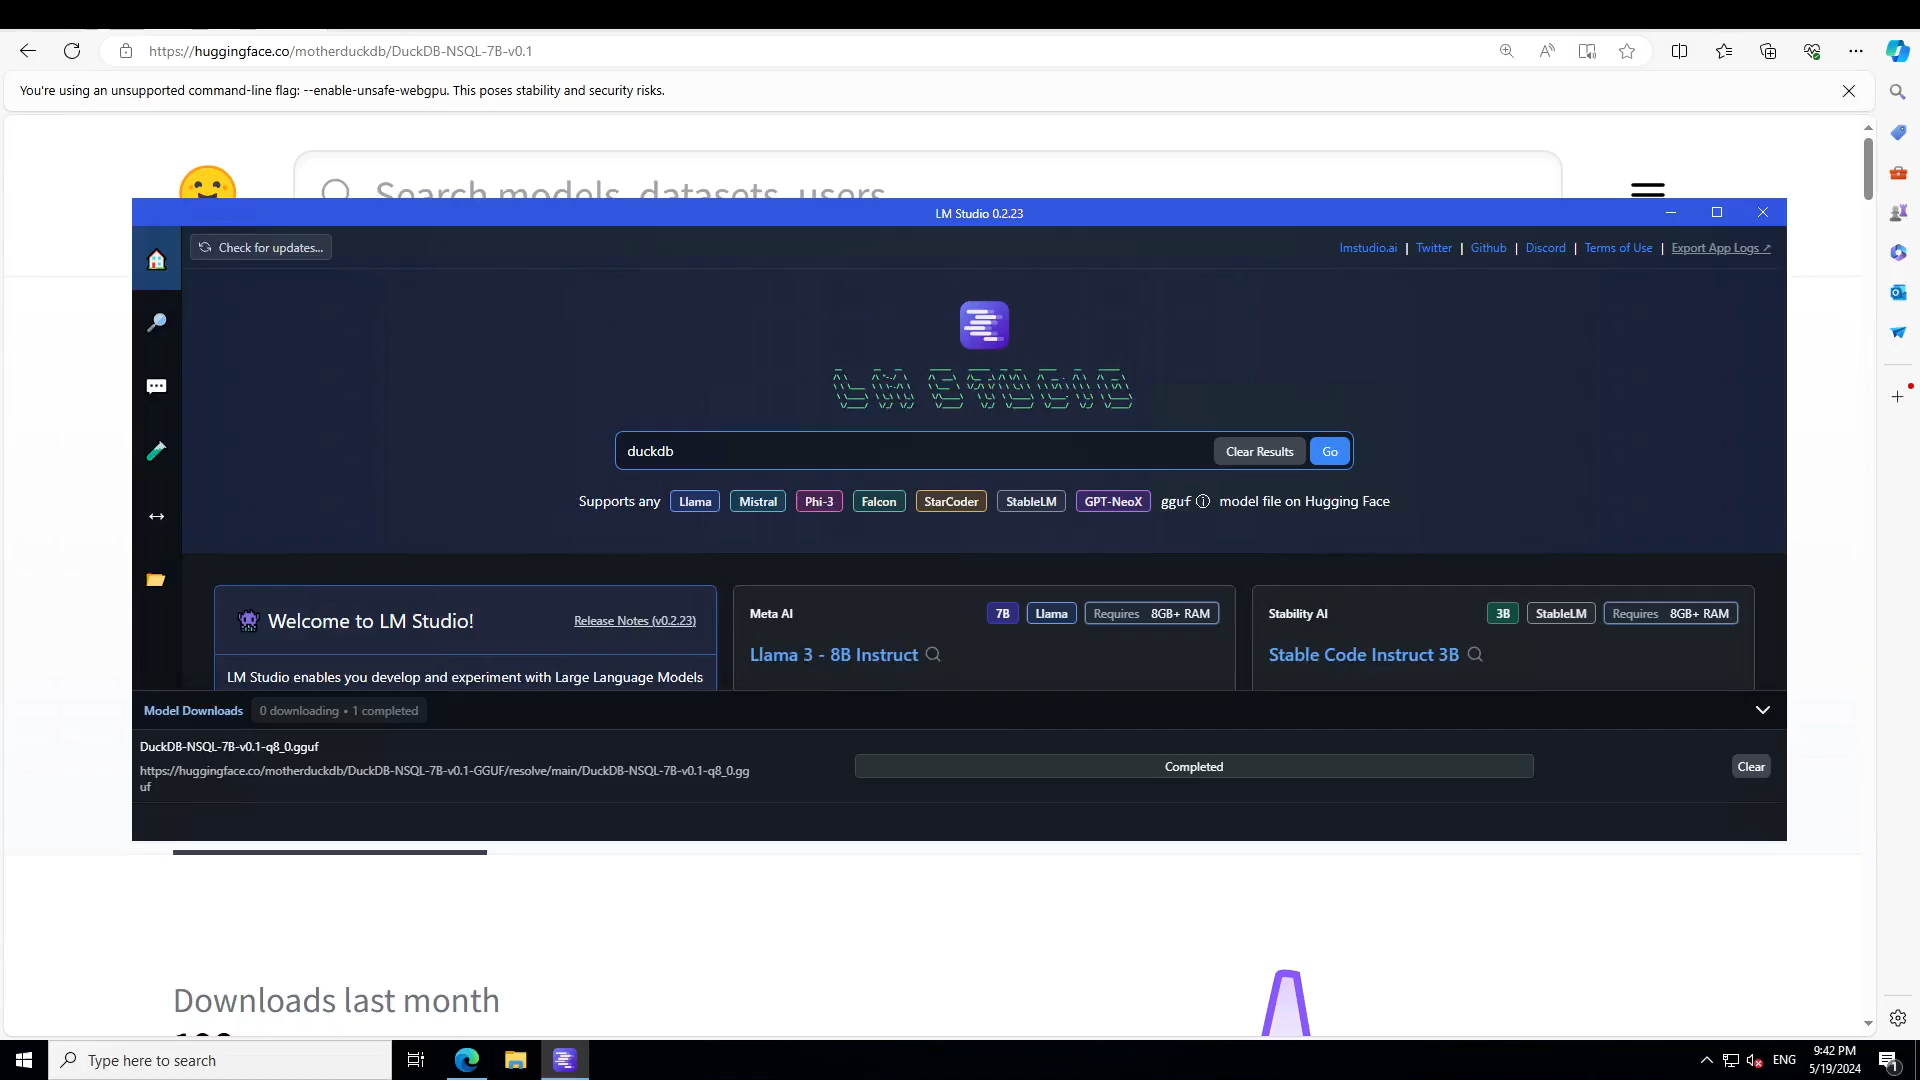 https://huggingface.co/motherduckdb/DuckDB-NSQL-7B-v0.1
You're using an unsupported command-line flag: --enable-unsafe-webgpu. This poses stability and security risks.
Search models, datasets, users
LM Studio 0.2.23
Check for updates...
lmstudio.ai | Twitter | Github | Discord | Terms of Use | Export App Logs ↗
LM STUDIO
duckdb
Clear Results
Go
Supports any Llama Mistral Phi-3 Falcon StarCoder StableLM GPT-NeoX gguf ⓘ model file on Hugging Face
Welcome to LM Studio!
Release Notes (v0.2.23)
LM Studio enables you develop and experiment with Large Language Models
Meta AI 7B Llama Requires 8GB+ RAM
Llama 3 - 8B Instruct
Stability AI 3B StableLM Requires 8GB+ RAM
Stable Code Instruct 3B
Model Downloads 0 downloading • 1 completed
DuckDB-NSQL-7B-v0.1-q8_0.gguf
https://huggingface.co/motherduckdb/DuckDB-NSQL-7B-v0.1-GGUF/resolve/main/DuckDB-NSQL-7B-v0.1-q8_0.gg
uf
Completed
Clear
Downloads last month
Type here to search
ENG
9:42 PM
5/19/2024
1